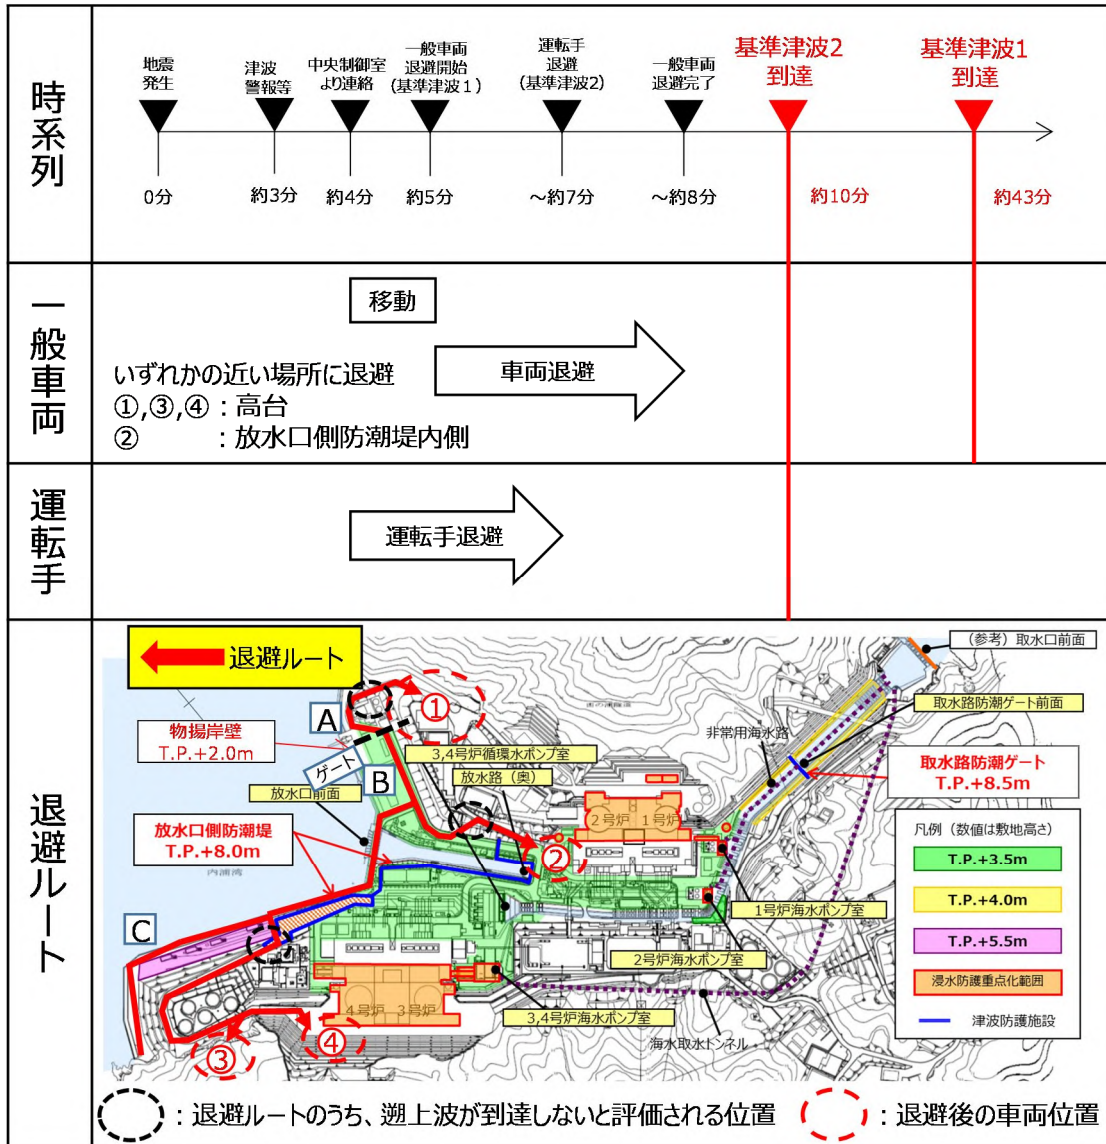 時系列
地震
発生
津波
警報等
中央制御室
より連絡
一般車両
退避開始
(基準津波1)
運転手
退避
(基準津波2)
一般車両
退避完了
基準津波2
到達
基準津波1
到達
0分
約3分
約4分
約5分
～約7分
～約8分
約10分
約43分
一般車両
移動
車両退避
いずれかの近い場所に退避
①,③,④：高台
②　　　：放水口側防潮堤内側
運転手
運転手退避
退避ルート
退避ルート
(参考)取水口前面
A
①
物揚岸壁
T.P.+2.0m
ゲート
B
3,4号炉循環水ポンプ室
非常用海水路
取水路防潮ゲート前面
放水口前面
放水路(奥)
取水路防潮ゲート
T.P.+8.5m
2号炉
1号炉
放水口側防潮堤
T.P.+8.0m
内浦湾
②
凡例(数値は敷地高さ)
T.P.+3.5m
T.P.+4.0m
T.P.+5.5m
浸水防護重点化範囲
津波防護施設
C
1号炉海水ポンプ室
2号炉海水ポンプ室
4号炉
3号炉
3,4号炉海水ポンプ室
海水取水トンネル
③
④
：退避ルートのうち、遡上波が到達しないと評価される位置
：退避後の車両位置